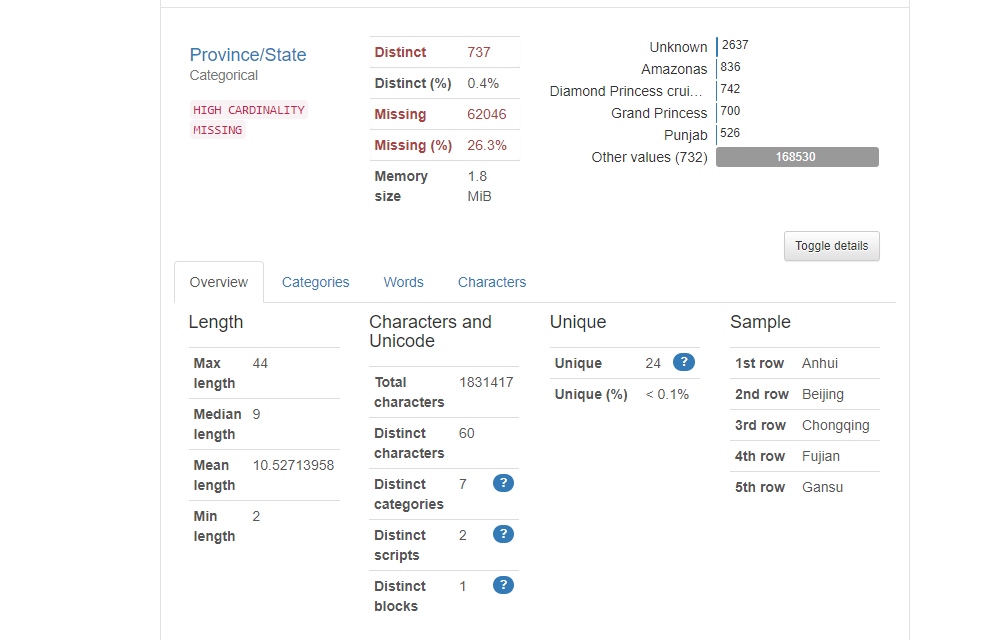 Province/State
Categorical
HIGH CARDINALITY
MISSING
Distinct 737
Distinct (%) 0.4%
Missing 62046
Missing (%) 26.3%
Memory size 1.8 MiB
Unknown 2637
Amazonas 836
Diamond Princess crui… 742
Grand Princess 700
Punjab 526
Other values (732) 168530
Toggle details
Overview Categories Words Characters
Length
Max length 44
Median length 9
Mean length 10.52713958
Min length 2
Characters and
Unicode
Total characters 1831417
Distinct characters 60
Distinct categories 7 ?
Distinct scripts 2 ?
Distinct blocks 1 ?
Unique
Unique 24 ?
Unique (%) < 0.1%
Sample
1st row Anhui
2nd row Beijing
3rd row Chongqing
4th row Fujian
5th row Gansu